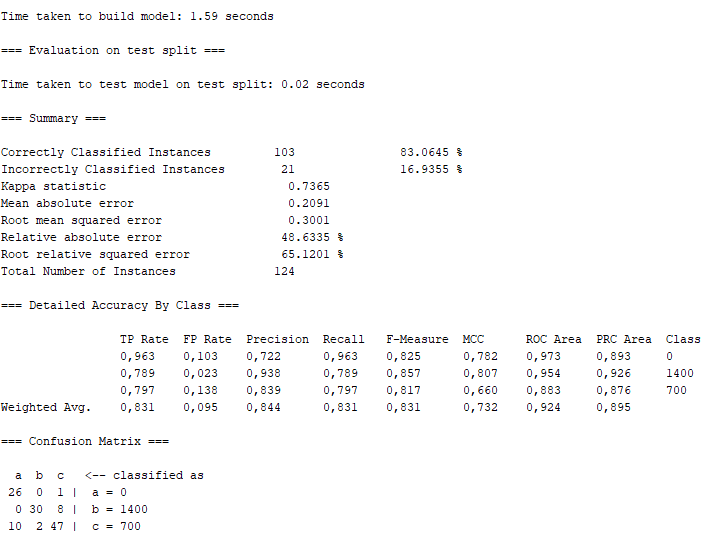 Time taken to build model: 1.59 seconds
=== Evaluation on test split ===
Time taken to test model on test split: 0.02 seconds
=== Summary ===
Correctly Classified Instances 103 83.0645 %
Incorrectly Classified Instances 21 16.9355 %
Kappa statistic 0.7365
Mean absolute error 0.2091
Root mean squared error 0.3001
Relative absolute error 48.6335 %
Root relative squared error 65.1201 %
Total Number of Instances 124
=== Detailed Accuracy By Class ===
TP Rate FP Rate Precision Recall F-Measure MCC ROC Area PRC Area Class
0,963 0,103 0,722 0,963 0,825 0,782 0,973 0,893 0
0,789 0,023 0,938 0,789 0,857 0,807 0,954 0,926 1400
0,797 0,138 0,839 0,797 0,817 0,660 0,883 0,876 700
Weighted Avg. 0,831 0,095 0,844 0,831 0,831 0,732 0,924 0,895
=== Confusion Matrix ===
a b c <-- classified as
26 0 1 | a = 0
0 30 8 | b = 1400
10 2 47 | c = 700